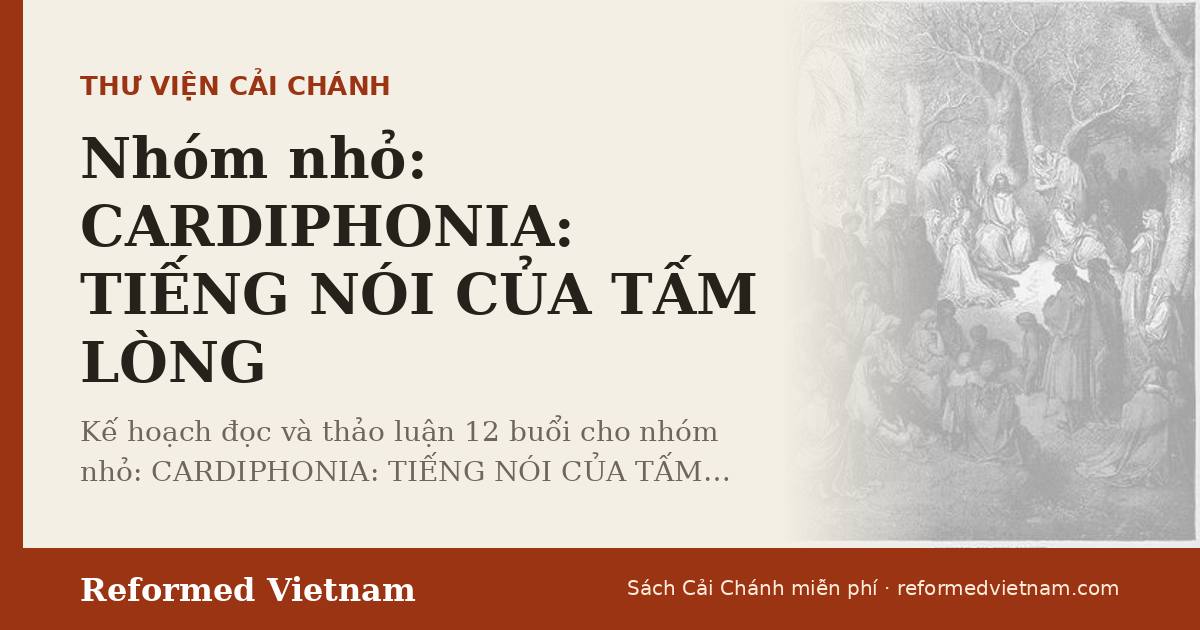 THƯ VIỆN CẢI CHÁNH
Nhóm nhỏ:
CARDIPHONIA:
TIẾNG NÓI CỦA TẤM
LÒNG
Kế hoạch đọc và thảo luận 12 buổi cho nhóm
nhỏ: CARDIPHONIA: TIẾNG NÓI CỦA TẤM...
Reformed Vietnam
Sách Cải Chánh miễn phí · reformedvietnam.com